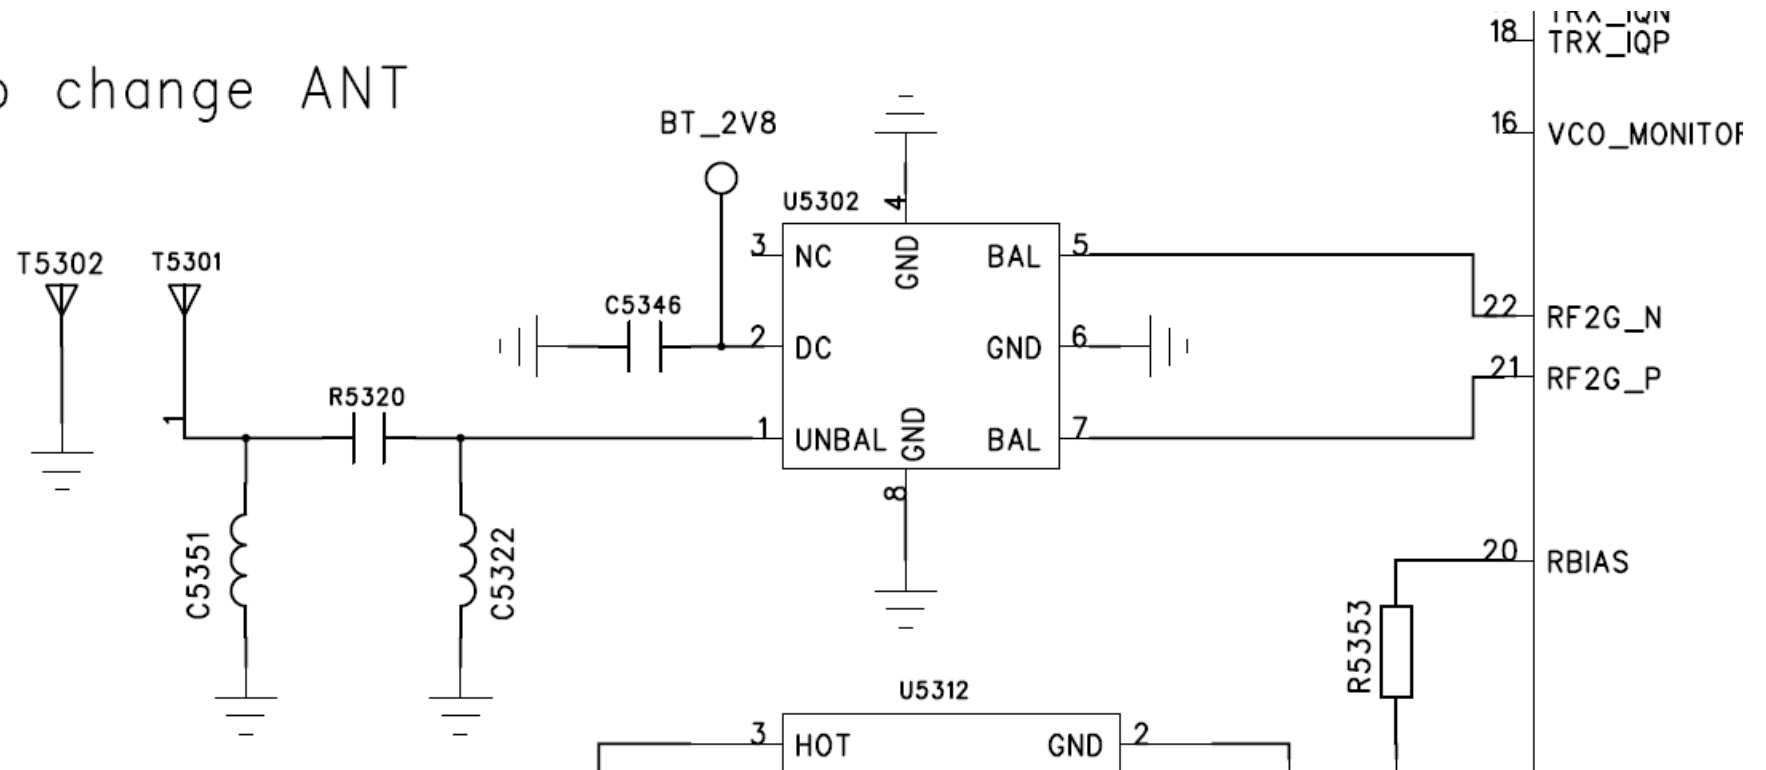 change ANT
TRX_IQN
18 TRX_IQP
16 VCO_MONITOR
BT_2V8
U5302
4
T5302
T5301
3 NC
GND
BAL 5
C5346
22 RF2G_N
2 DC
GND 6
21 RF2G_P
R5320
1
1 UNBAL
GND
BAL 7
8
C5351
C5322
20 RBIAS
R5353
U5312
3 HOT
GND 2